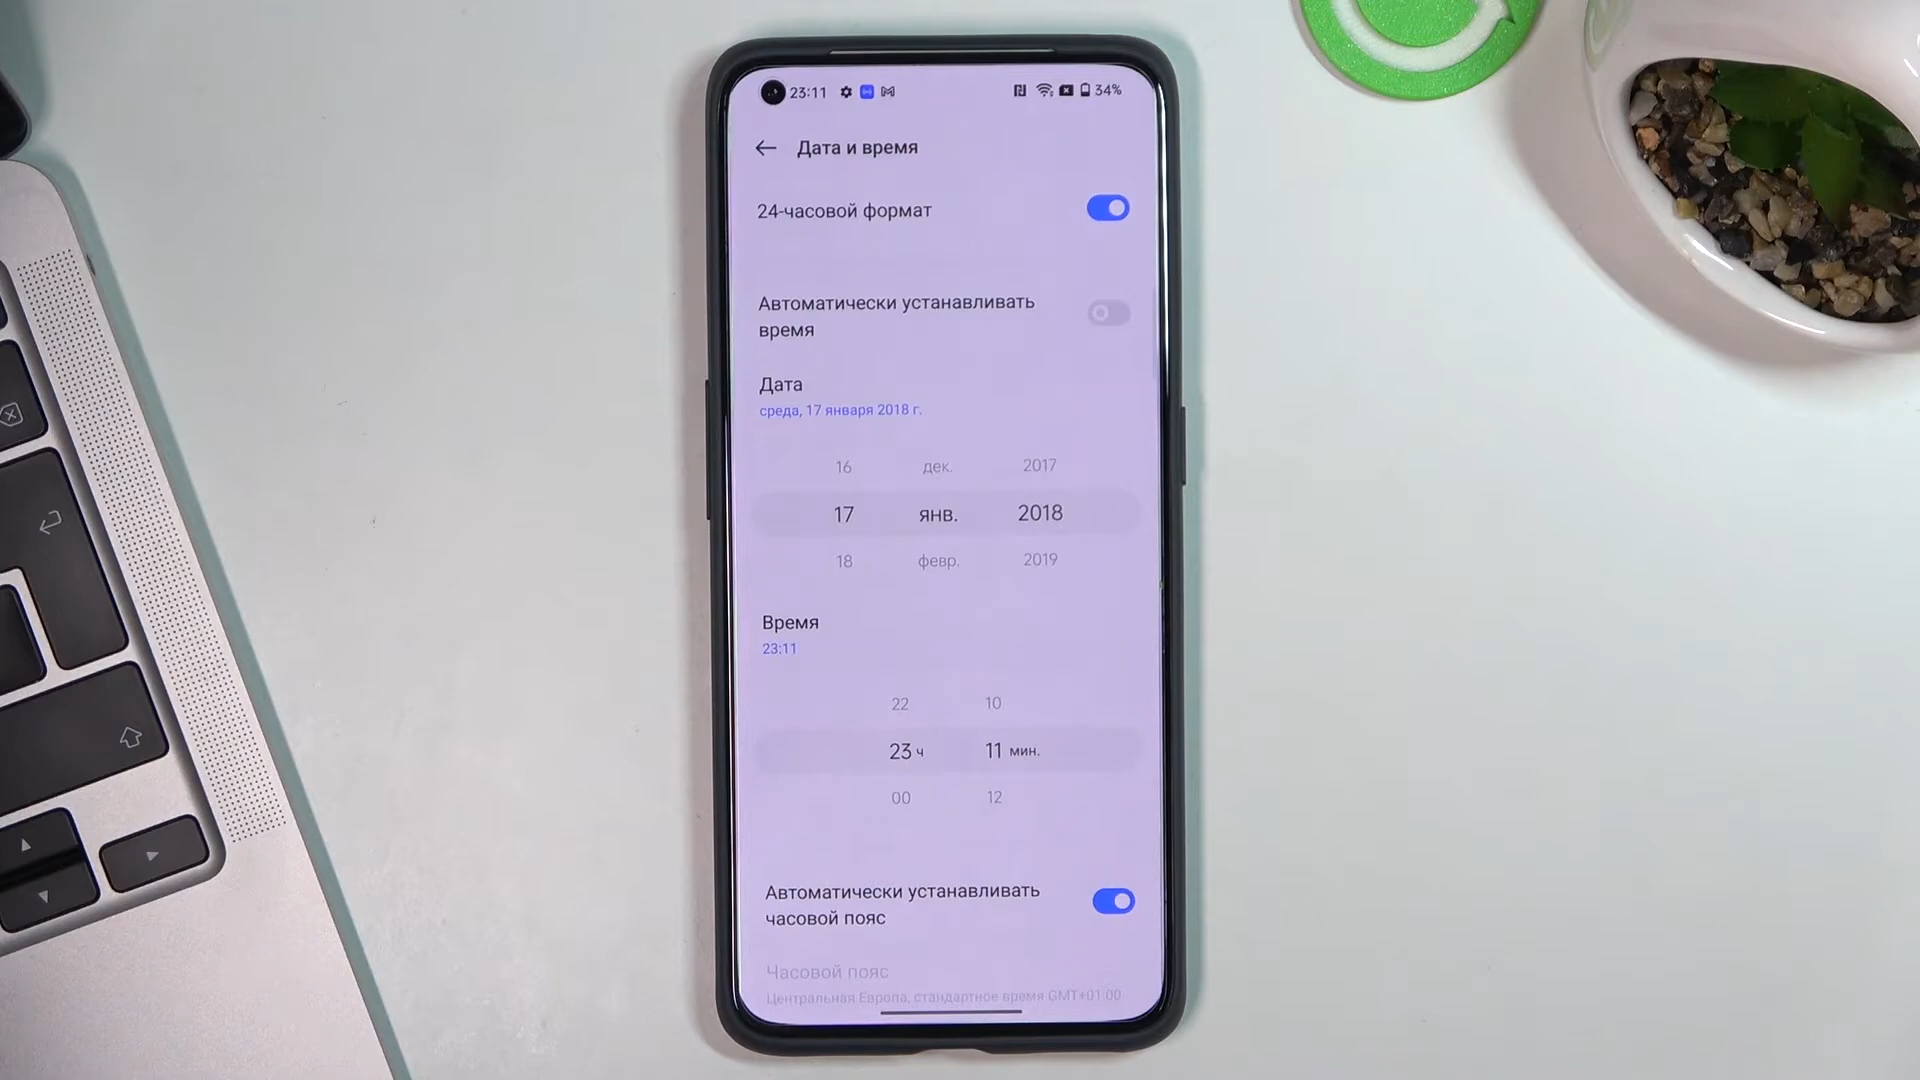 23:11 34%
Дата и время
24-часовой формат
Автоматически устанавливать
время
Дата
среда, 17 января 2018 г.
16 дек. 2017
17 янв. 2018
18 февр. 2019
Время
23:11
22 10
23 ч 11 мин.
00 12
Автоматически устанавливать
часовой пояс
Часовой пояс
Центральная Европа, стандартное время GMT+01:00